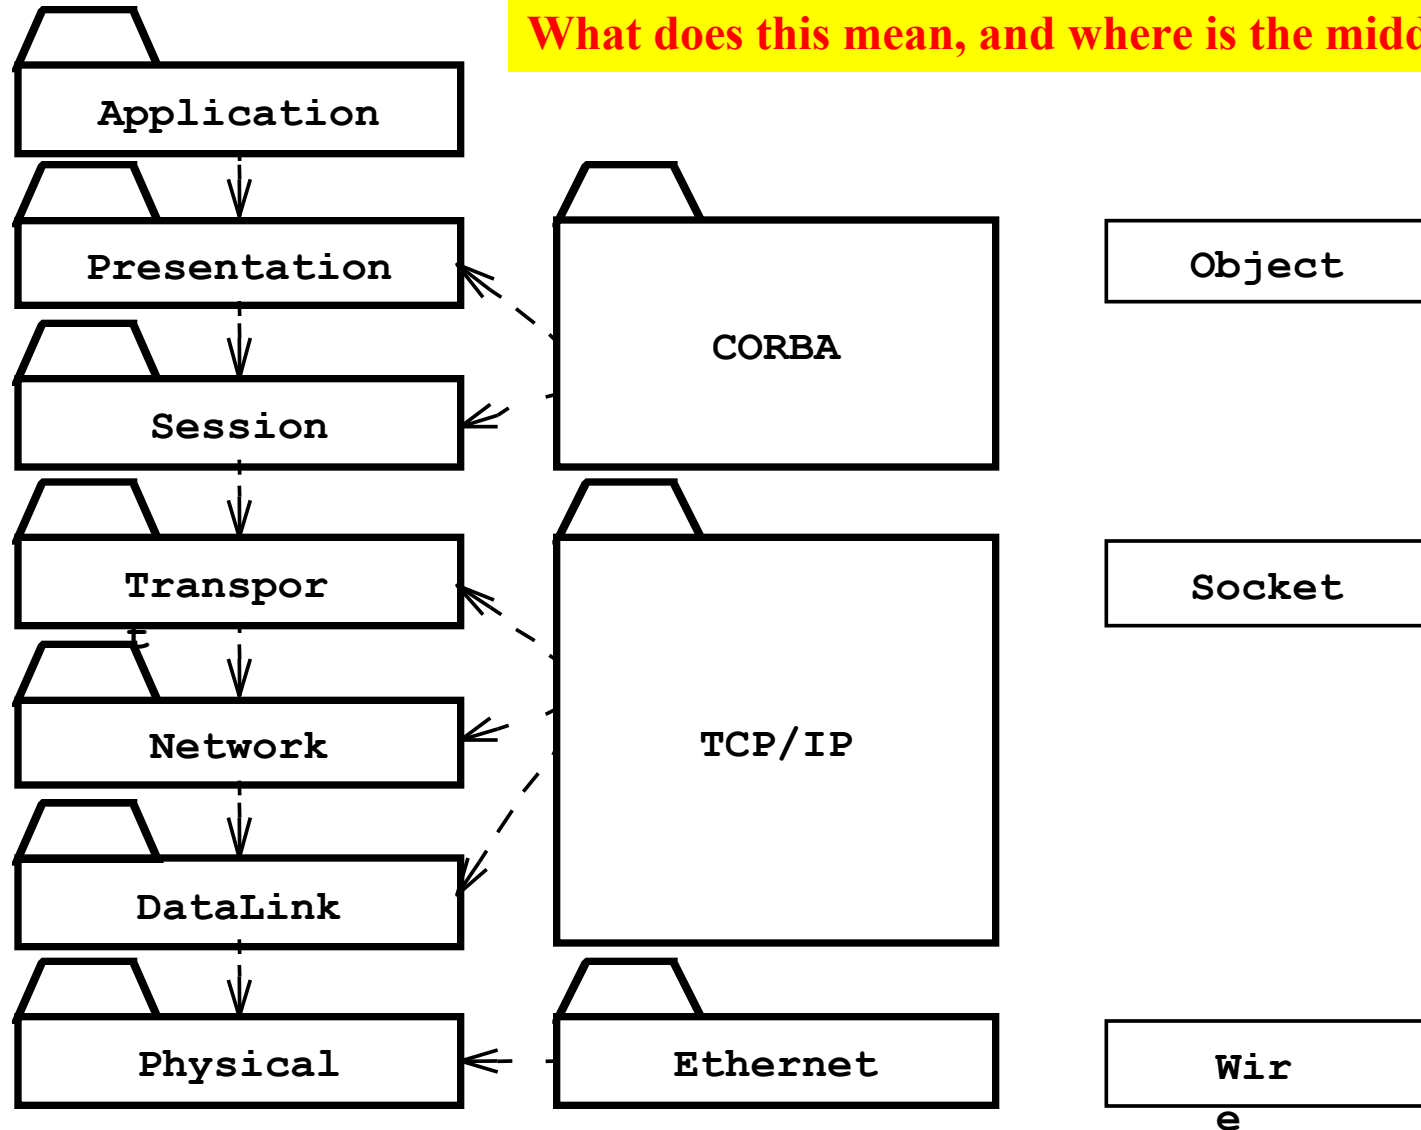 What does this mean, and where is the midd
Application
Presentation
Object
CORBA
Session
Transpor
t
Socket
Network
TCP/IP
DataLink
Physical
Ethernet
Wir
e